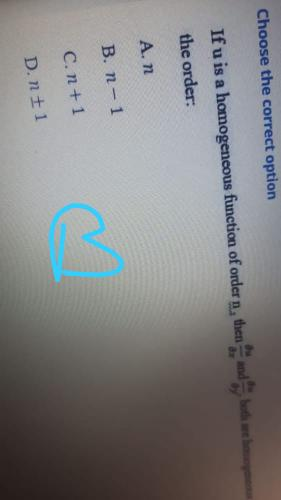 Choose the correct option
If u is a homogeneous function of order n, then ∂u/∂x and ∂u/∂y both are homogeneous
the order:
A. n
B. n − 1
C. n + 1
D. n ± 1
B